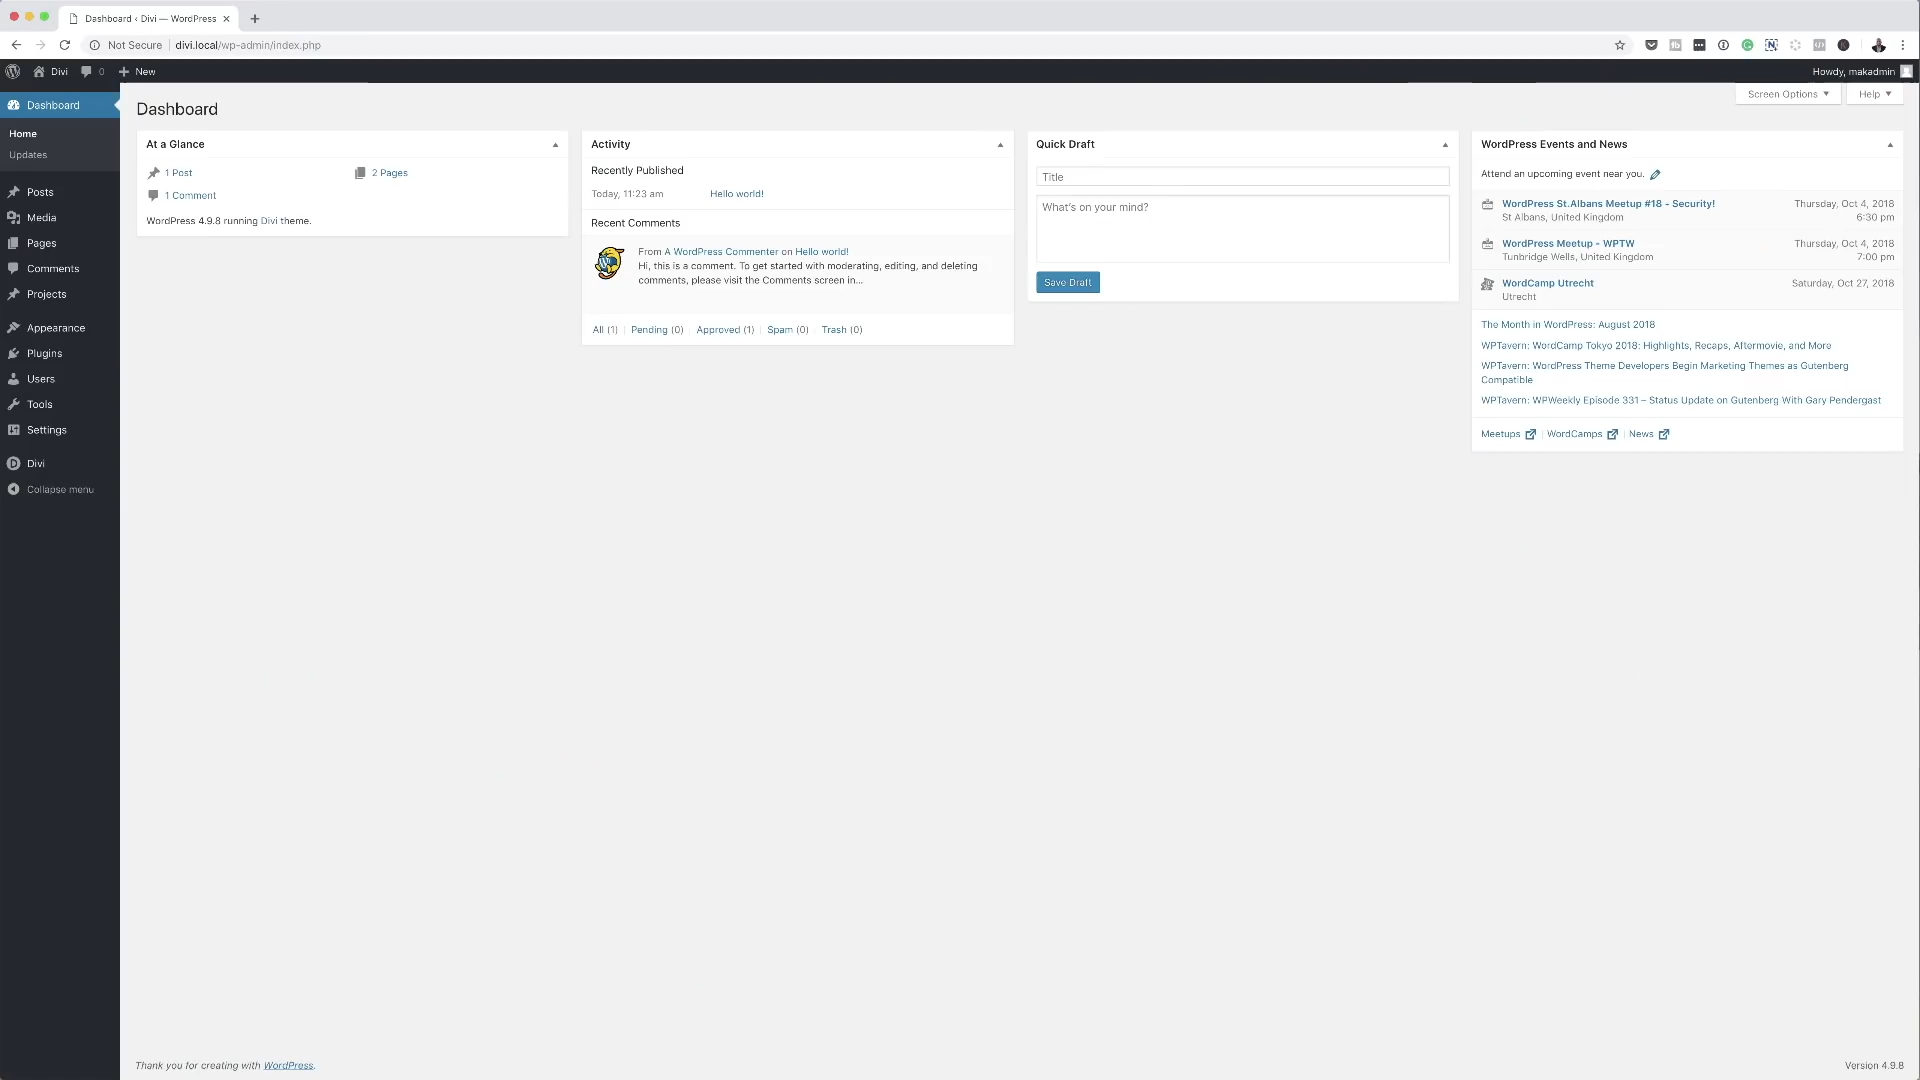 Dashboard ‹ Divi — WordPress
Not Secure divi.local/wp-admin/index.php
Divi 0 New Howdy, makadmin
Dashboard
Home
Updates
Posts
Media
Pages
Comments
Projects
Appearance
Plugins
Users
Tools
Settings
Divi
Collapse menu
Dashboard
Screen Options Help
At a Glance
1 Post 2 Pages
1 Comment
WordPress 4.9.8 running Divi theme.
Activity
Recently Published
Today, 11:23 am Hello world!
Recent Comments
From A WordPress Commenter on Hello world!
Hi, this is a comment. To get started with moderating, editing, and deleting
comments, please visit the Comments screen in...
All (1) | Pending (0) | Approved (1) | Spam (0) | Trash (0)
Quick Draft
Title
What's on your mind?
Save Draft
WordPress Events and News
Attend an upcoming event near you.
WordPress St.Albans Meetup #18 - Security! Thursday, Oct 4, 2018
St Albans, United Kingdom 6:30 pm
WordPress Meetup - WPTW Thursday, Oct 4, 2018
Tunbridge Wells, United Kingdom 7:00 pm
WordCamp Utrecht Saturday, Oct 27, 2018
Utrecht
The Month in WordPress: August 2018
WPTavern: WordCamp Tokyo 2018: Highlights, Recaps, Aftermovie, and More
WPTavern: WordPress Theme Developers Begin Marketing Themes as Gutenberg
Compatible
WPTavern: WPWeekly Episode 331 – Status Update on Gutenberg With Gary Pendergast
Meetups | WordCamps | News
Thank you for creating with WordPress. Version 4.9.8